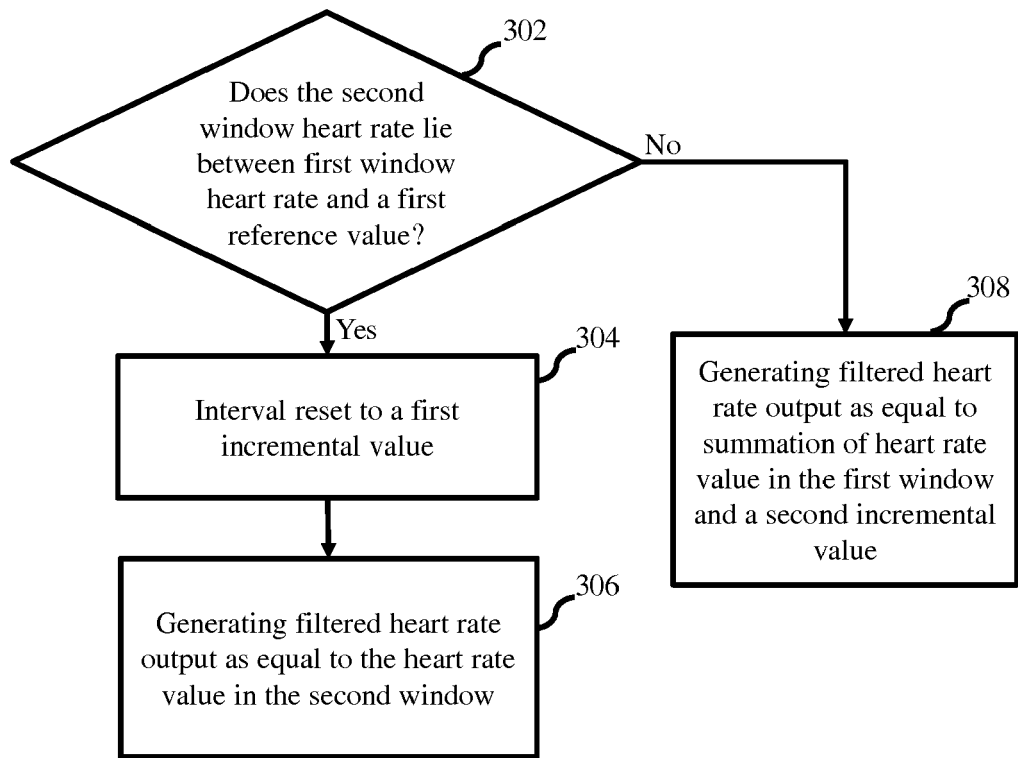 302
Does the second
window heart rate lie
between first window
heart rate and a first
reference value?
No
Yes
308
304
Generating filtered heart
rate output as equal to
summation of heart rate
value in the first window
and a second incremental
value
Interval reset to a first
incremental value
306
Generating filtered heart rate
output as equal to the heart rate
value in the second window